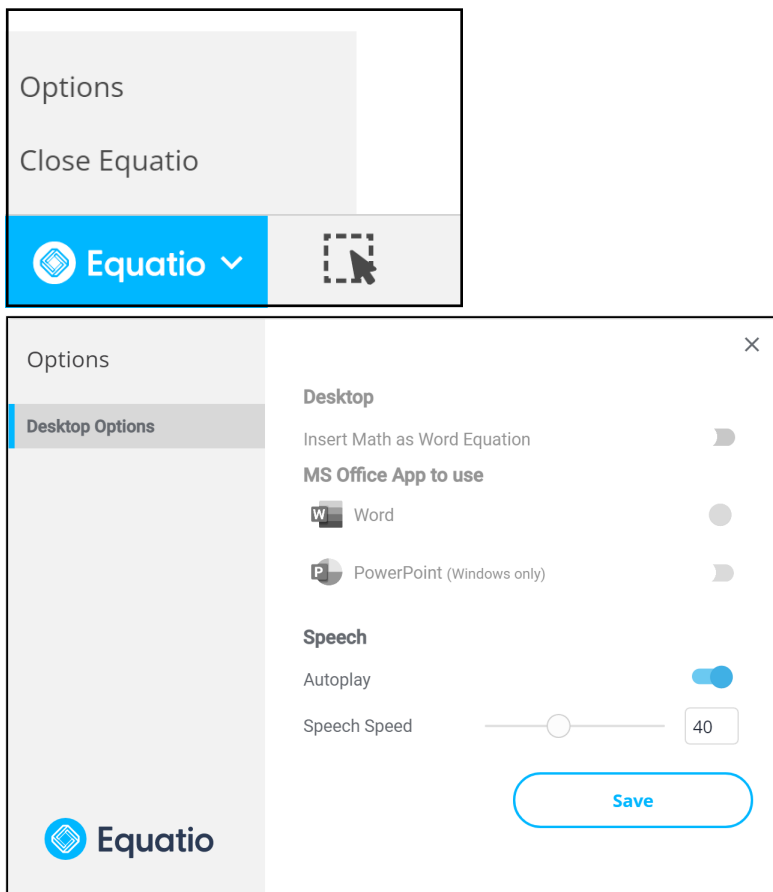 Options
Close Equatio
Equatio
Options
Desktop Options
Desktop
Insert Math as Word Equation
MS Office App to use
W Word
P PowerPoint (Windows only)
Speech
Autoplay
Speech Speed 40
Save
Equatio